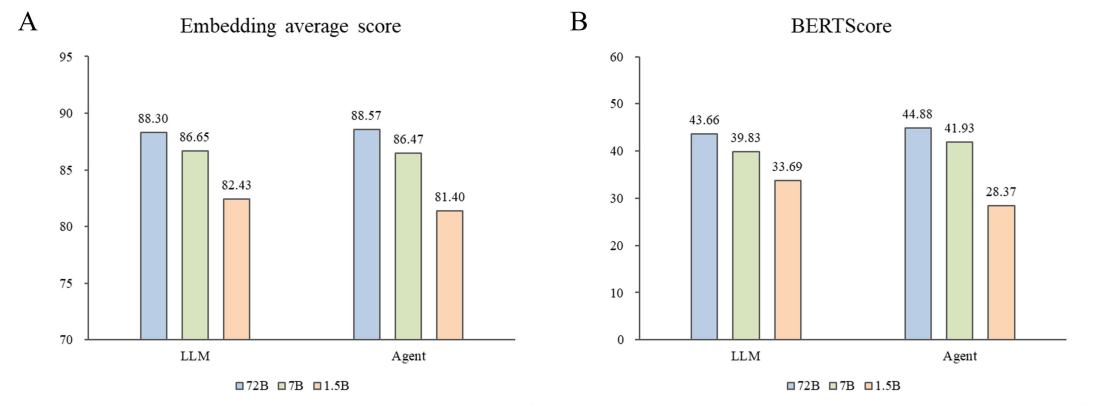 A
Embedding average score
95
90
85
80
75
70
88.30
86.65
82.43
88.57
86.47
81.40
LLM
Agent
72B 7B 1.5B
B
BERTScore
60
50
40
30
20
10
0
43.66
39.83
33.69
44.88
41.93
28.37
LLM
Agent
72B 7B 1.5B